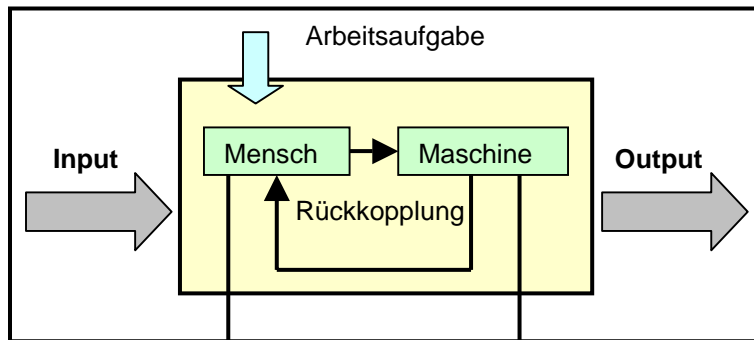 Arbeitsaufgabe
Mensch
Maschine
Input
Output
Rückkopplung